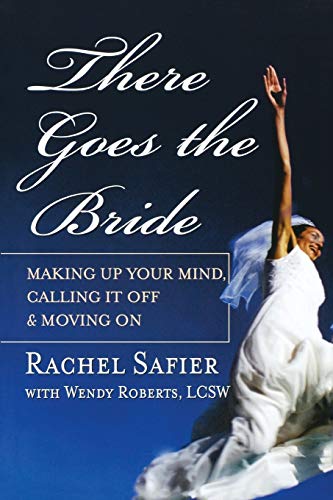 There
Goes the
Bride
MAKING UP YOUR MIND,
CALLING IT OFF
& MOVING ON
RACHEL SAFIER
WITH WENDY ROBERTS, LCSW